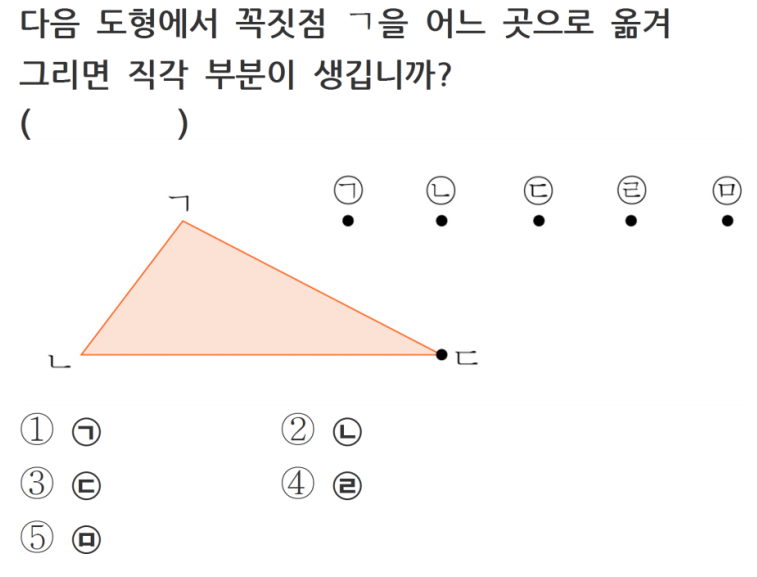 다음 도형에서 꼭짓점 ㄱ을 어느 곳으로 옮겨
그리면 직각 부분이 생깁니까?
(          )
ㄱ ㉠ ㉡ ㉢ ㉣ ㉤
ㄴ ㄷ
① ㉠ ② ㉡
③ ㉢ ④ ㉣
⑤ ㉤